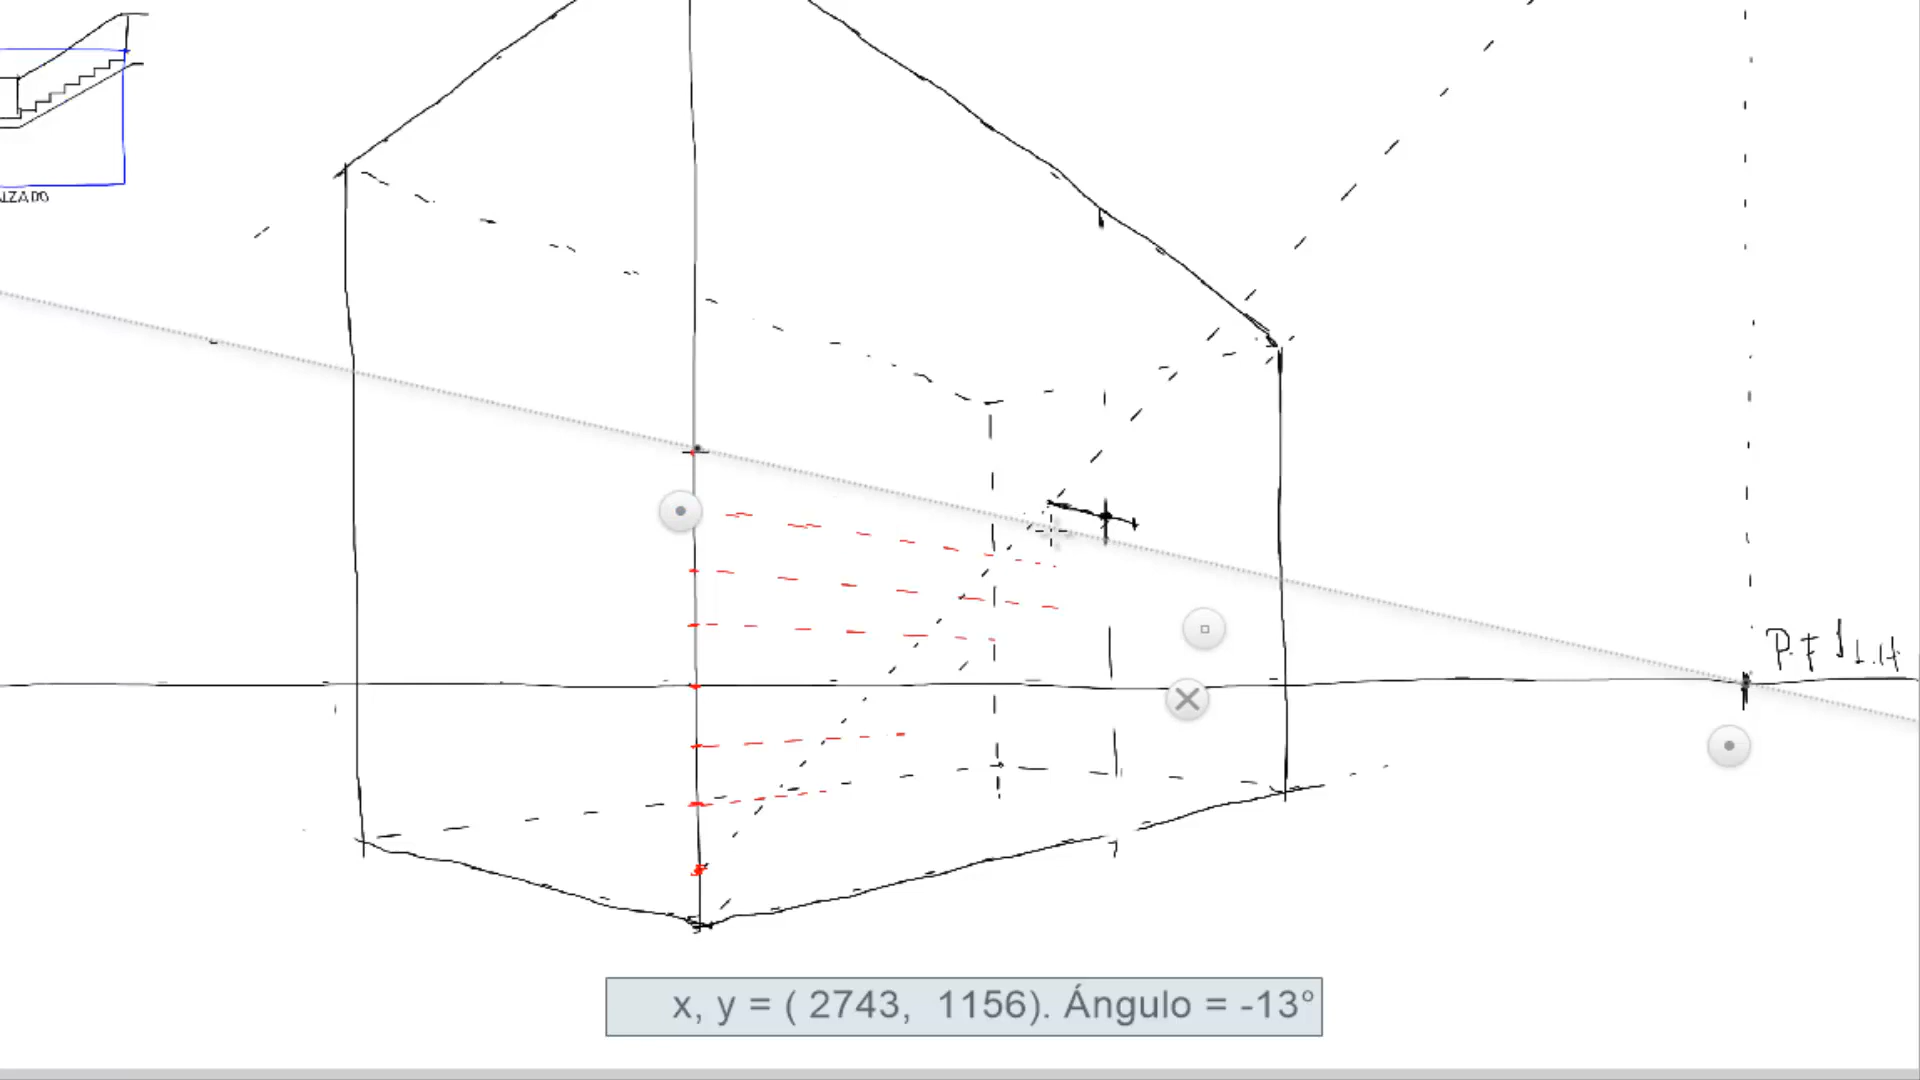 ALZADO
P.F ⊥ L.H
x, y = ( 2743, 1156). Ángulo = -13°